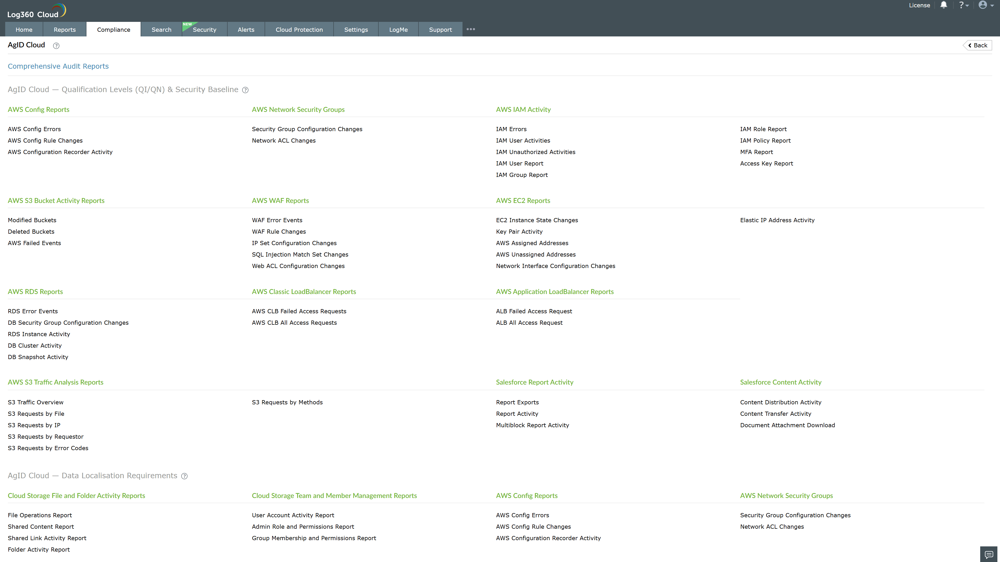 Log360 Cloud
License
?
Home
Reports
Compliance
Search
NEW
Security
Alerts
Cloud Protection
Settings
LogMe
Support
•••
AgID Cloud ?
Back
Comprehensive Audit Reports
AgID Cloud — Qualification Levels (QI/QN) & Security Baseline ?
AWS Config Reports
AWS Config Errors
AWS Config Rule Changes
AWS Configuration Recorder Activity
AWS Network Security Groups
Security Group Configuration Changes
Network ACL Changes
AWS IAM Activity
IAM Errors
IAM User Activities
IAM Unauthorized Activities
IAM User Report
IAM Group Report
IAM Role Report
IAM Policy Report
MFA Report
Access Key Report
AWS S3 Bucket Activity Reports
Modified Buckets
Deleted Buckets
AWS Failed Events
AWS WAF Reports
WAF Error Events
WAF Rule Changes
IP Set Configuration Changes
SQL Injection Match Set Changes
Web ACL Configuration Changes
AWS EC2 Reports
EC2 Instance State Changes
Key Pair Activity
AWS Assigned Addresses
AWS Unassigned Addresses
Network Interface Configuration Changes
Elastic IP Address Activity
AWS RDS Reports
RDS Error Events
DB Security Group Configuration Changes
RDS Instance Activity
DB Cluster Activity
DB Snapshot Activity
AWS Classic LoadBalancer Reports
AWS CLB Failed Access Requests
AWS CLB All Access Requests
AWS Application LoadBalancer Reports
ALB Failed Access Request
ALB All Access Request
AWS S3 Traffic Analysis Reports
S3 Traffic Overview
S3 Requests by File
S3 Requests by IP
S3 Requests by Requestor
S3 Requests by Error Codes
S3 Requests by Methods
Salesforce Report Activity
Report Exports
Report Activity
Multiblock Report Activity
Salesforce Content Activity
Content Distribution Activity
Content Transfer Activity
Document Attachment Download
AgID Cloud — Data Localisation Requirements ?
Cloud Storage File and Folder Activity Reports
File Operations Report
Shared Content Report
Shared Link Activity Report
Folder Activity Report
Cloud Storage Team and Member Management Reports
User Account Activity Report
Admin Role and Permissions Report
Group Membership and Permissions Report
AWS Config Reports
AWS Config Errors
AWS Config Rule Changes
AWS Configuration Recorder Activity
AWS Network Security Groups
Security Group Configuration Changes
Network ACL Changes